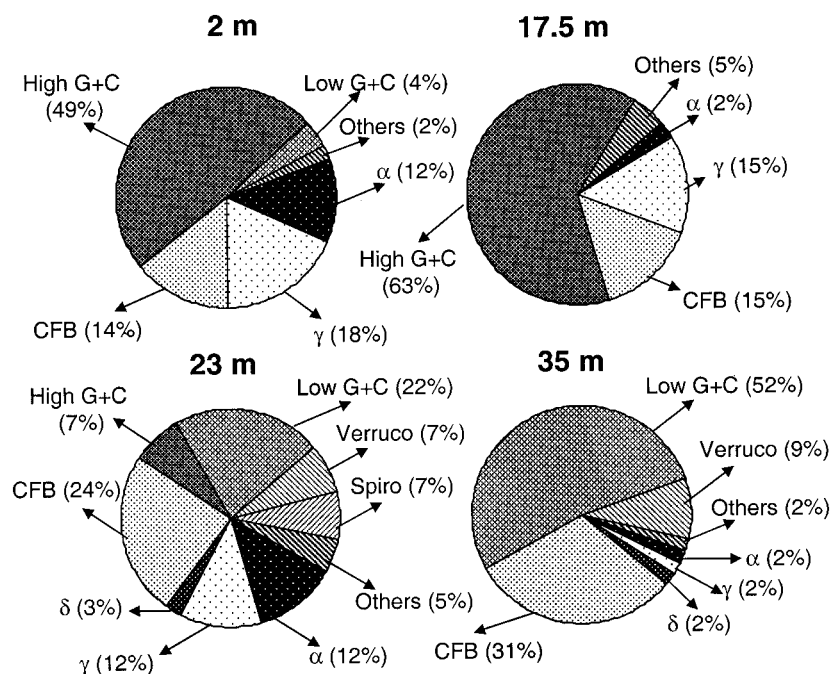 2 m
High G+C
(49%)
Low G+C (4%)
Others (2%)
α (12%)
γ (18%)
CFB (14%)
17.5 m
Others (5%)
α (2%)
γ (15%)
CFB (15%)
High G+C
(63%)
23 m
High G+C
(7%)
Low G+C (22%)
Verruco (7%)
Spiro (7%)
Others (5%)
α (12%)
γ (12%)
δ (3%)
CFB (24%)
35 m
Low G+C (52%)
Verruco (9%)
Others (2%)
α (2%)
γ (2%)
δ (2%)
CFB (31%)